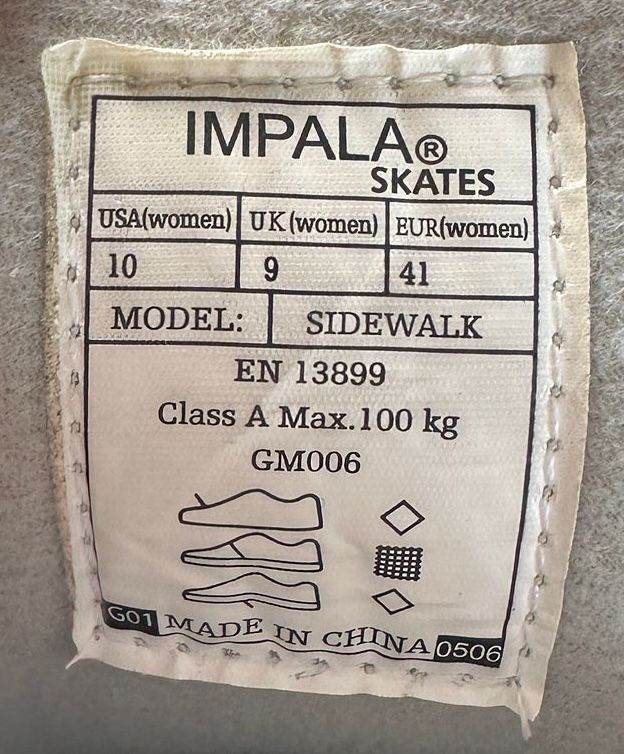 IMPALA®
SKATES
USA(women) UK(women) EUR(women)
10 9 41
MODEL: SIDEWALK
EN 13899
Class A Max.100 kg
GM006
G01 MADE IN CHINA 0506